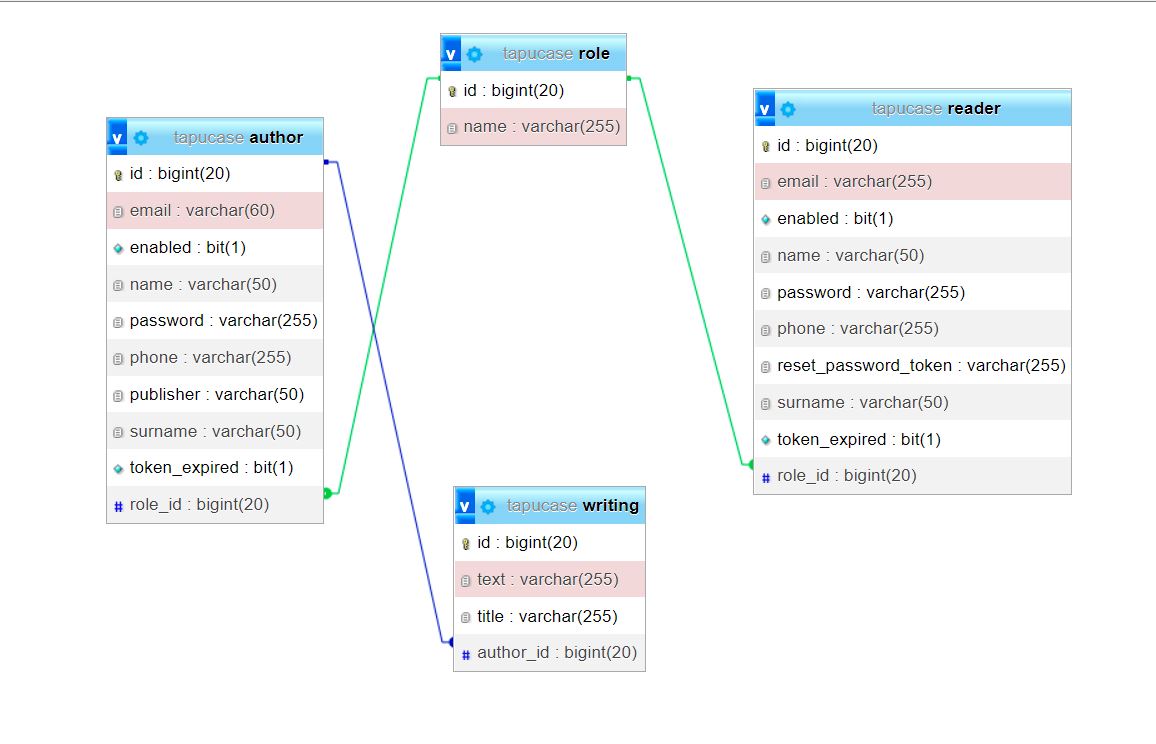 v tapucase role
id : bigint(20)
name : varchar(255)
v tapucase reader
id : bigint(20)
email : varchar(255)
enabled : bit(1)
name : varchar(50)
password : varchar(255)
phone : varchar(255)
reset_password_token : varchar(255)
surname : varchar(50)
token_expired : bit(1)
# role_id : bigint(20)
v tapucase author
id : bigint(20)
email : varchar(60)
enabled : bit(1)
name : varchar(50)
password : varchar(255)
phone : varchar(255)
publisher : varchar(50)
surname : varchar(50)
token_expired : bit(1)
# role_id : bigint(20)
v tapucase writing
id : bigint(20)
text : varchar(255)
title : varchar(255)
# author_id : bigint(20)